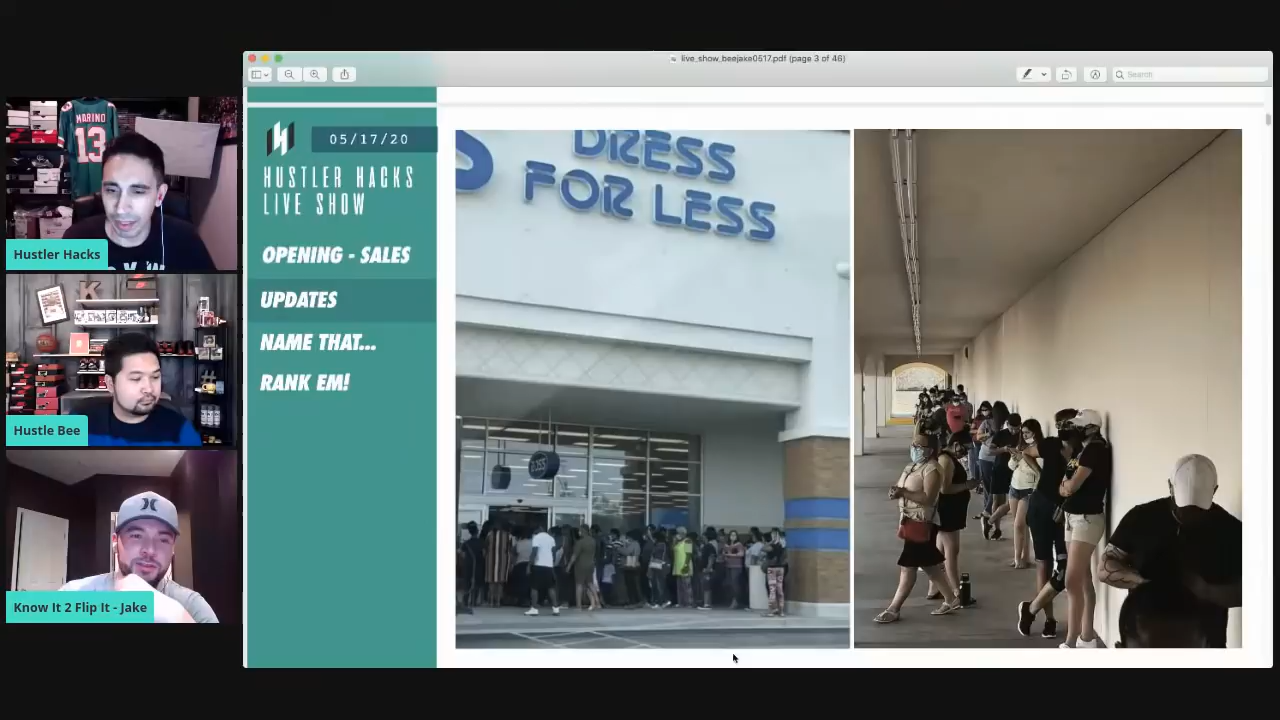 live_show_beejake0517.pdf (page 3 of 46)
Search
MARINO
13
Hustler Hacks
Hustle Bee
K
Know It 2 Flip It - Jake
05/17/20
HUSTLER HACKS
LIVE SHOW
OPENING - SALES
UPDATES
NAME THAT...
RANK EM!
DRESS
FOR LESS